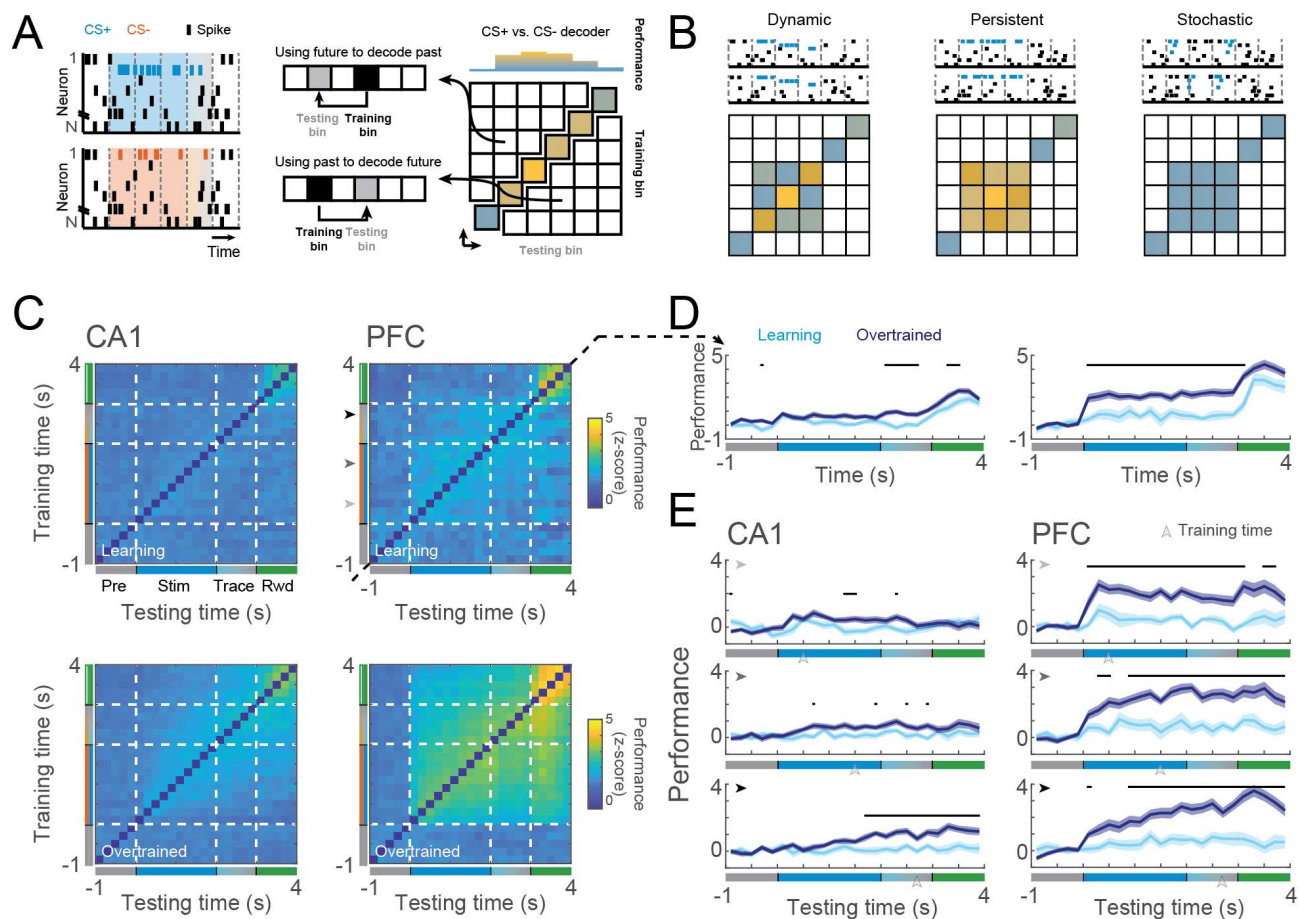 A
CS+
CS-
Spike
1
Neuron
N
1
Neuron
N
Time
Using future to decode past
Testing
bin
Training
bin
Using past to decode future
Training
bin
Testing
bin
CS+ vs. CS- decoder
Performance
Training bin
Testing bin
B
Dynamic
Persistent
Stochastic
C
CA1
PFC
4
Training time (s)
-1
Learning
Pre
Stim
Trace
Rwd
-1
4
Testing time (s)
4
-1
Learning
-1
4
Testing time (s)
5
0
Performance
(z-score)
4
Training time (s)
-1
Overtrained
-1
4
Testing time (s)
4
-1
Overtrained
-1
4
Testing time (s)
5
0
Performance
(z-score)
D
Learning
Overtrained
5
Performance
-1
-1
4
Time (s)
5
-1
-1
4
Time (s)
E
CA1
PFC
Training time
Performance
4
0
4
0
4
0
4
0
4
0
4
0
-1
4
Testing time (s)
-1
4
Testing time (s)